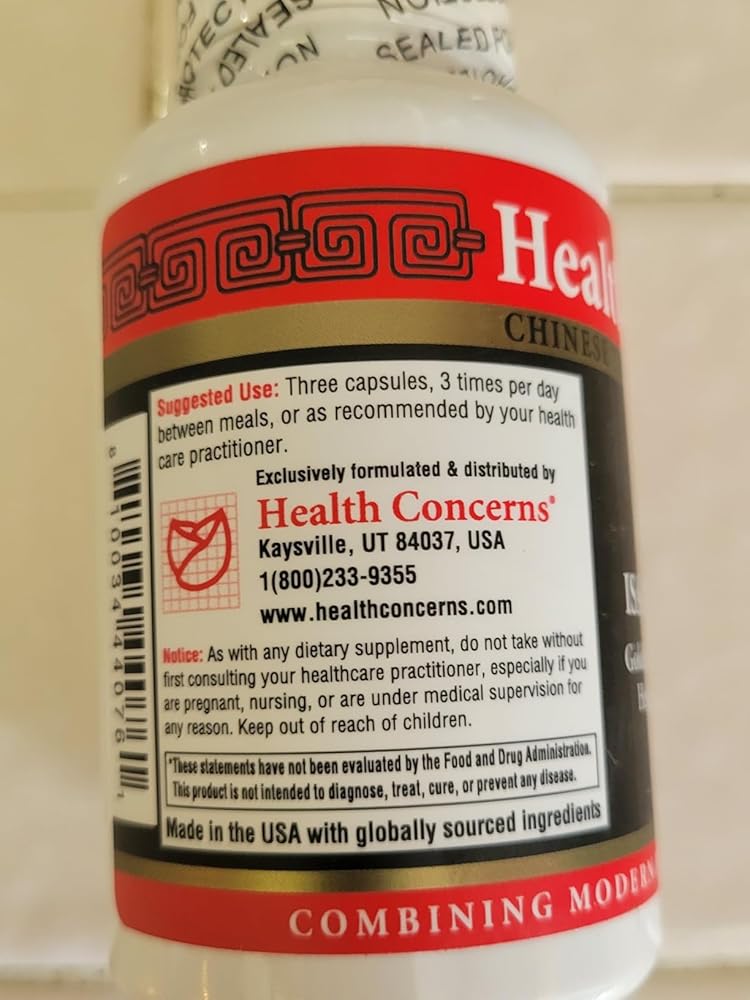 SEALED
SEALED
Heal
CHINESE
Suggested Use: Three capsules, 3 times per day
between meals, or as recommended by your health
care practitioner.
Exclusively formulated & distributed by
Health Concerns®
Kaysville, UT 84037, USA
1(800)233-9355
www.healthconcerns.com
Notice: As with any dietary supplement, do not take without
first consulting your healthcare practitioner, especially if you
are pregnant, nursing, or are under medical supervision for
any reason. Keep out of reach of children.
*These statements have not been evaluated by the Food and Drug Administration.
This product is not intended to diagnose, treat, cure, or prevent any disease.
Made in the USA with globally sourced ingredients
8 10034 44076 1
COMBINING MODERN